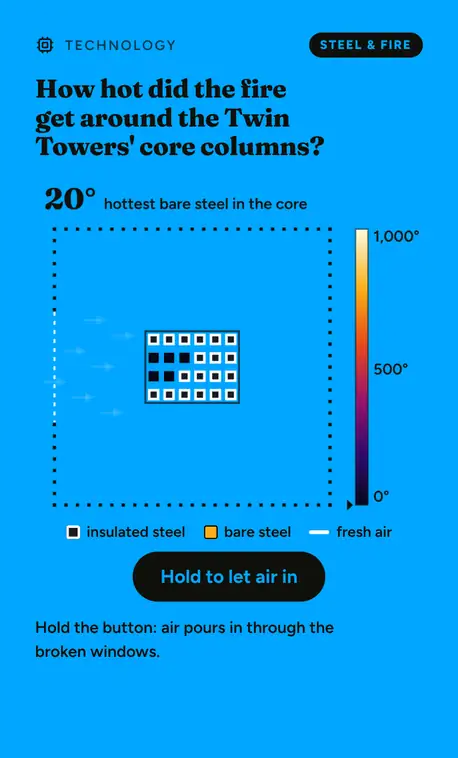 TECHNOLOGY
STEEL & FIRE
How hot did the fire
get around the Twin
Towers' core columns?
20° hottest bare steel in the core
1,000°
500°
0°
insulated steel
bare steel
fresh air
Hold to let air in
Hold the button: air pours in through the
broken windows.